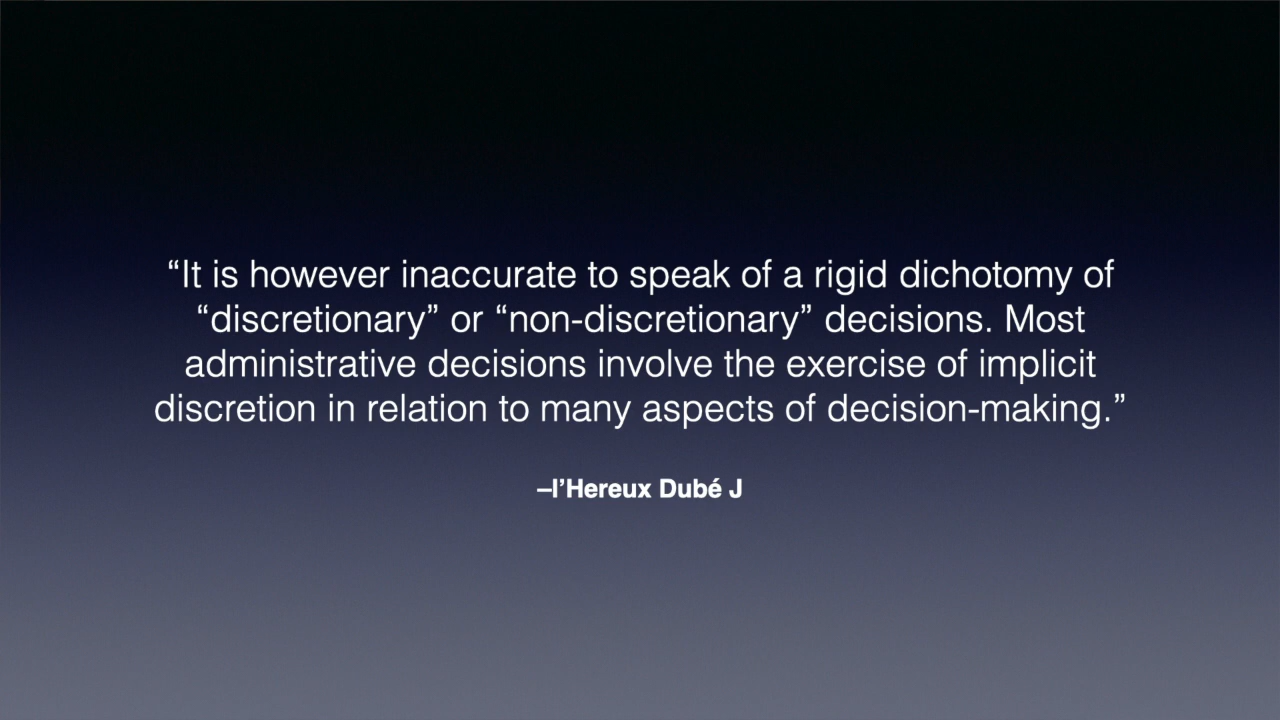 “It is however inaccurate to speak of a rigid dichotomy of
“discretionary” or “non-discretionary” decisions. Most
administrative decisions involve the exercise of implicit
discretion in relation to many aspects of decision-making.”
–l’Hereux Dubé J